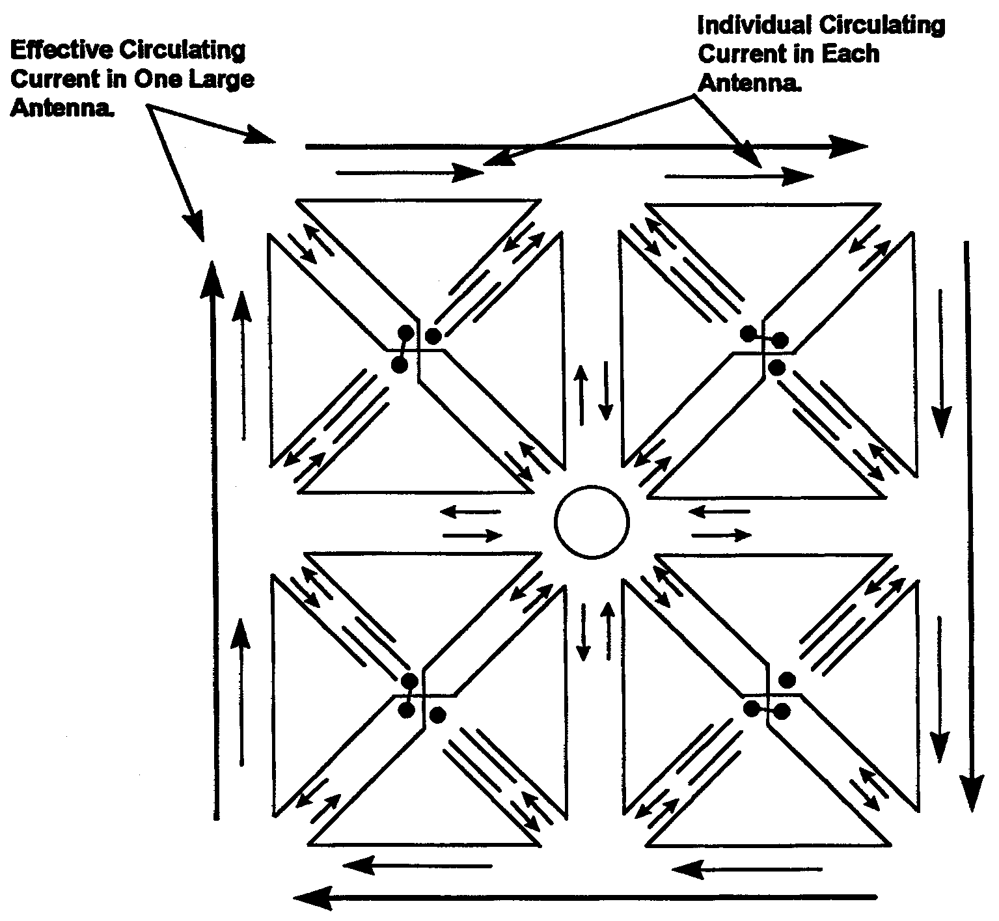 Effective Circulating
Current in One Large
Antenna.
Individual Circulating
Current in Each
Antenna.